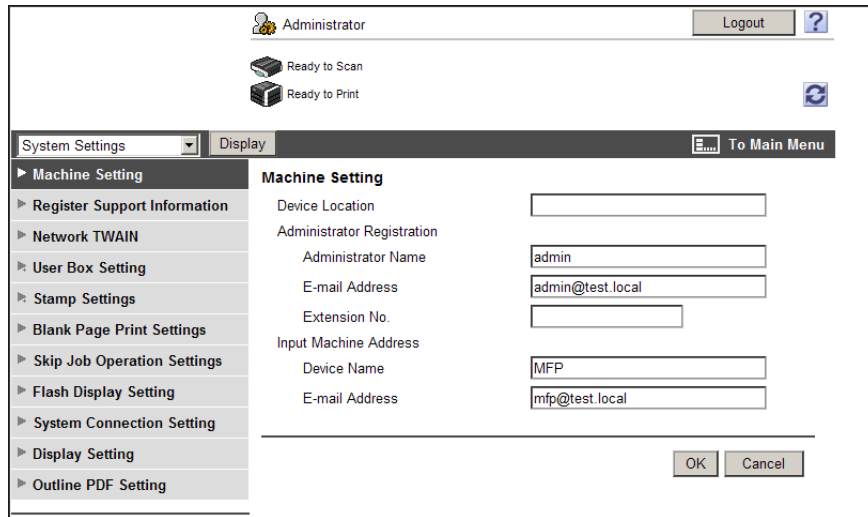 Administrator
Logout
?
Ready to Scan
Ready to Print
System Settings
Display
To Main Menu
Machine Setting
Register Support Information
Network TWAIN
User Box Setting
Stamp Settings
Blank Page Print Settings
Skip Job Operation Settings
Flash Display Setting
System Connection Setting
Display Setting
Outline PDF Setting
Machine Setting
Device Location
Administrator Registration
Administrator Name admin
E-mail Address admin@test.local
Extension No.
Input Machine Address
Device Name MFP
E-mail Address mfp@test.local
OK Cancel